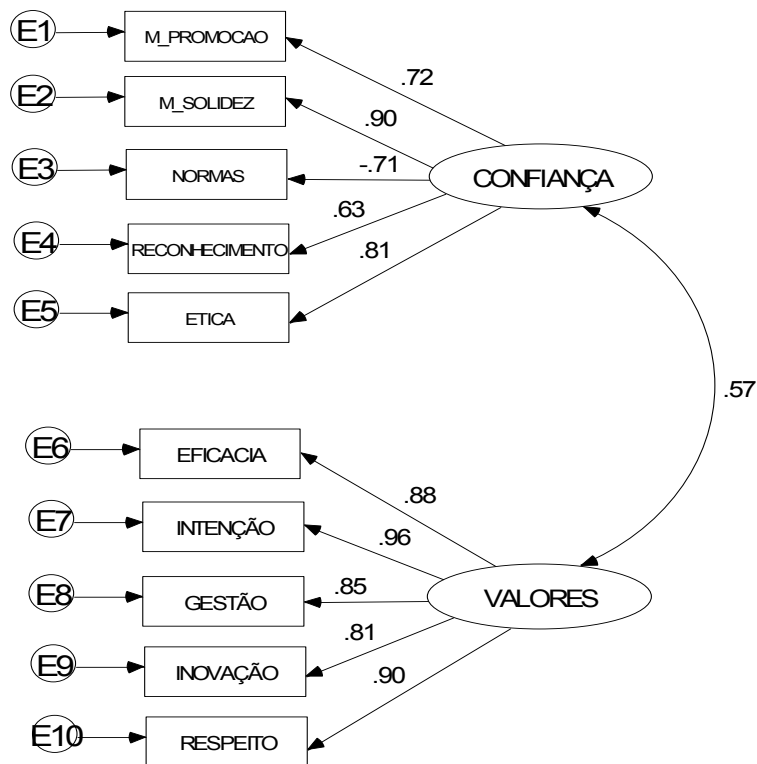 E1
M_PROMOCAO
.72
E2
M_SOLIDEZ
.90
E3
NORMAS
-.71
CONFIANÇA
E4
RECONHECIMENTO
.63
E5
ETICA
.81
.57
E6
EFICACIA
.88
E7
INTENÇÃO
.96
E8
GESTÃO
.85
VALORES
E9
INOVAÇÃO
.81
E10
RESPEITO
.90